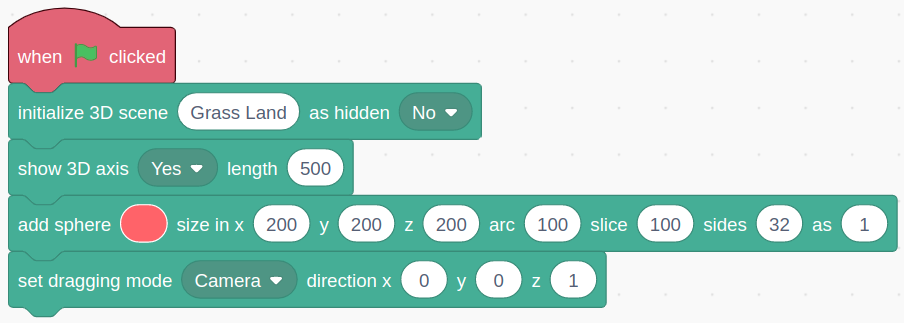 when clicked
initialize 3D scene Grass Land as hidden No
show 3D axis Yes length 500
add sphere size in x 200 y 200 z 200 arc 100 slice 100 sides 32 as 1
set dragging mode Camera direction x 0 y 0 z 1